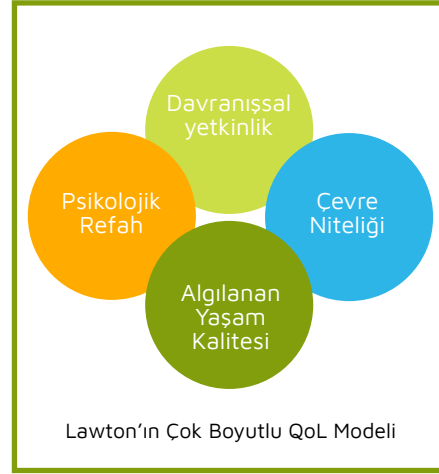 Davranışsal
yetkinlik
Psikolojik
Refah
Çevre
Niteliği
Algılanan
Yaşam
Kalitesi
Lawton'ın Çok Boyutlu QoL Modeli